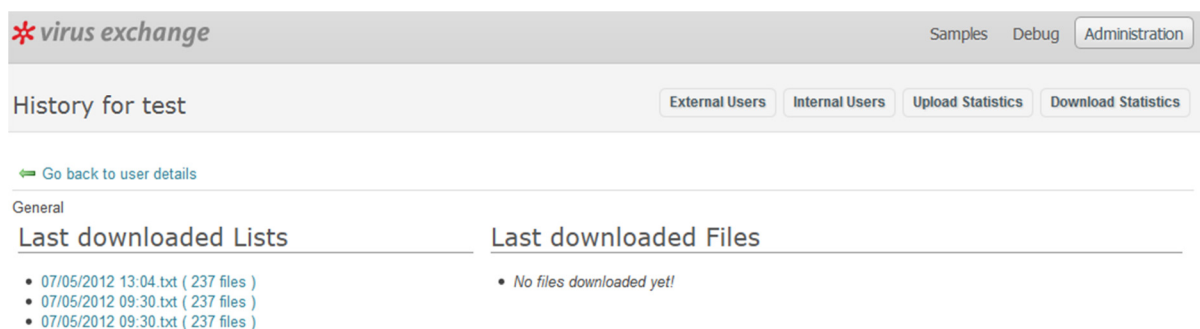 virus exchange
Samples Debug Administration
History for test
External Users Internal Users Upload Statistics Download Statistics
Go back to user details
General
Last downloaded Lists
07/05/2012 13:04.txt ( 237 files )
07/05/2012 09:30.txt ( 237 files )
07/05/2012 09:30.txt ( 237 files )
Last downloaded Files
No files downloaded yet!